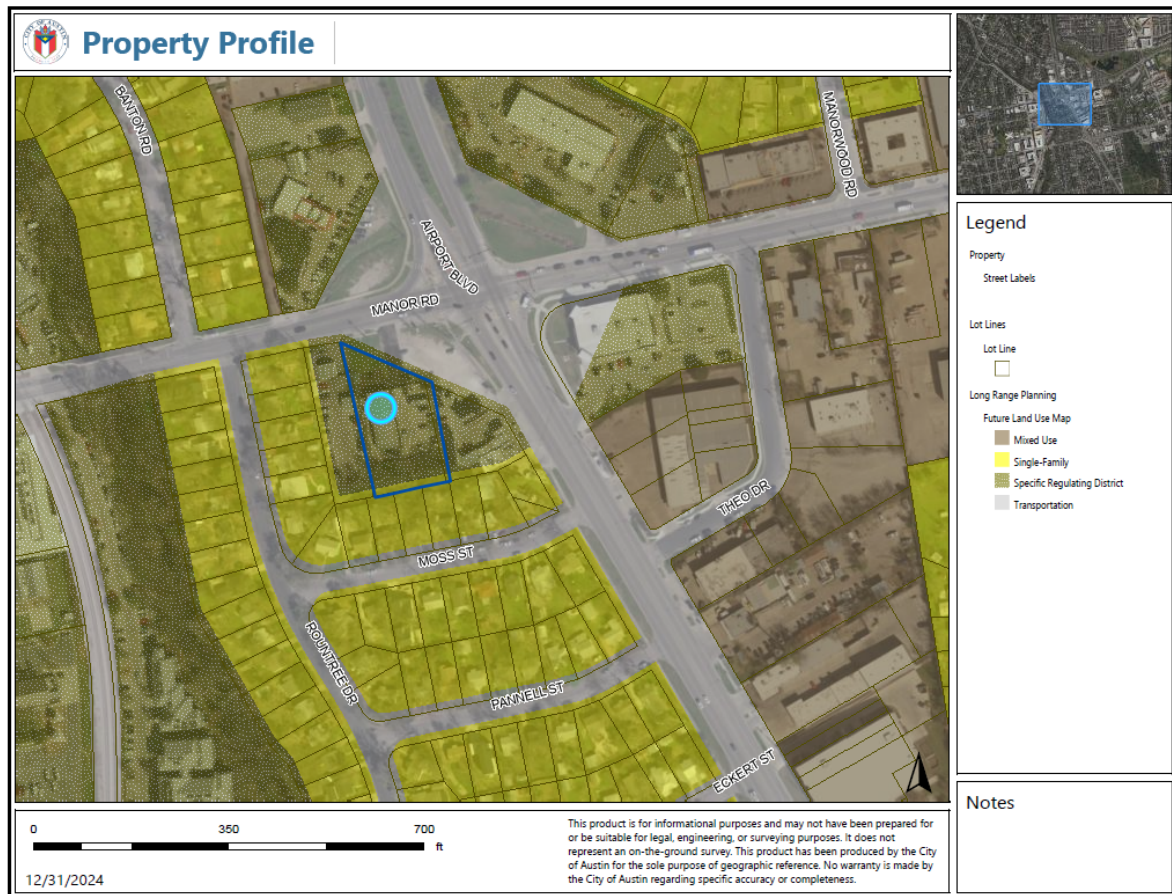 CITY OF AUSTIN
Property Profile
BANTON RD
MANORWOOD RD
AIRPORT BLVD
MANOR RD
THEO DR
MOSS ST
ROUNTREE DR
PANNELL ST
ECKERT ST
Legend
Property
Street Labels
Lot Lines
Lot Line
Long Range Planning
Future Land Use Map
Mixed Use
Single-Family
Specific Regulating District
Transportation
Notes
0 350 700
ft
12/31/2024
This product is for informational purposes and may not have been prepared for
or be suitable for legal, engineering, or surveying purposes. It does not
represent an on-the-ground survey. This product has been produced by the City
of Austin for the sole purpose of geographic reference. No warranty is made by
the City of Austin regarding specific accuracy or completeness.